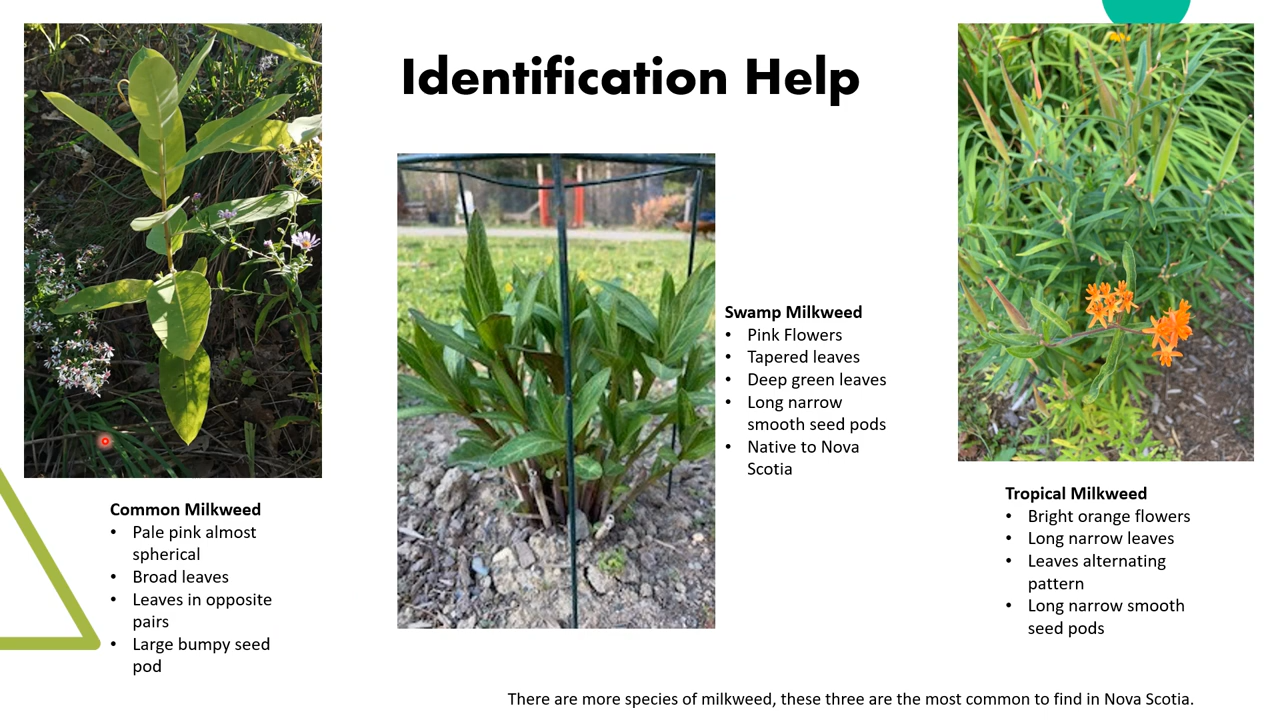 Identification Help
Swamp Milkweed
• Pink Flowers
• Tapered leaves
• Deep green leaves
• Long narrow
smooth seed pods
• Native to Nova
Scotia
Common Milkweed
• Pale pink almost
spherical
• Broad leaves
• Leaves in opposite
pairs
• Large bumpy seed
pod
Tropical Milkweed
• Bright orange flowers
• Long narrow leaves
• Leaves alternating
pattern
• Long narrow smooth
seed pods
There are more species of milkweed, these three are the most common to find in Nova Scotia.